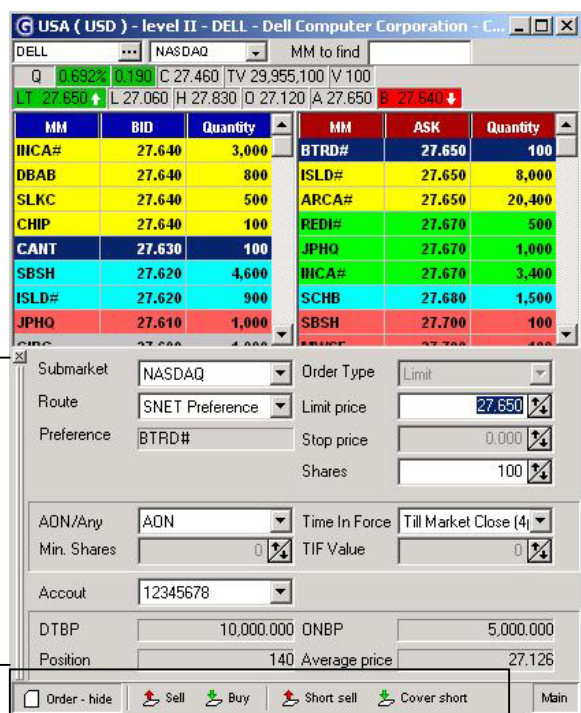 G USA ( USD ) - level II - DELL - Dell Computer Corporation - C...
DELL ... NASDAQ MM to find
Q 0.692% 0.190 C 27.460 TV 29,955,100 V 100
LT 27.650 L 27.060 H 27.830 O 27.120 A 27.650 B 27.640
MM BID Quantity MM ASK Quantity
INCA# 27.640 3,000 BTRD# 27.650 100
DBAB 27.640 800 ISLD# 27.650 8,000
SLKC 27.640 500 ARCA# 27.650 20,400
CHIP 27.640 100 REDI# 27.670 500
CANT 27.630 100 JPHQ 27.670 1,000
SBSH 27.620 4,600 INCA# 27.670 3,400
ISLD# 27.620 900 SCHB 27.680 1,500
JPHQ 27.610 1,000 SBSH 27.700 100
Submarket NASDAQ Order Type Limit
Route SNET Preference Limit price 27.650
Preference BTRD# Stop price 0.000
Shares 100
AON/Any AON Time In Force Till Market Close (4
Min. Shares 0 TIF Value 0
Accout 12345678
DTBP 10,000.000 ONBP 5,000.000
Position 140 Average price 27.126
Order - hide Sell Buy Short sell Cover short Main